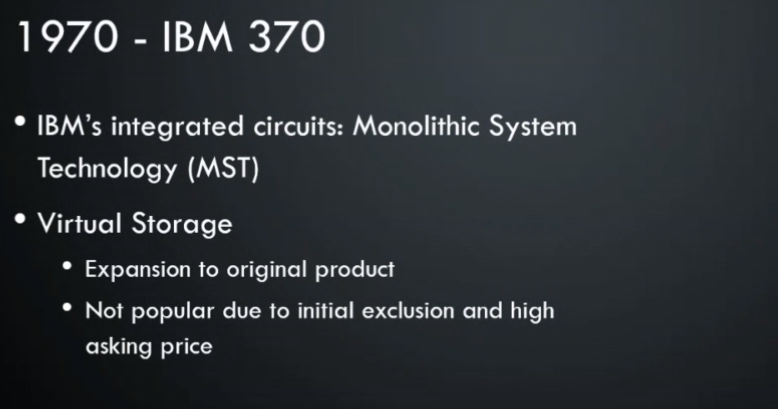 1970 - IBM 370
• IBM's integrated circuits: Monolithic System
Technology (MST)
• Virtual Storage
• Expansion to original product
• Not popular due to initial exclusion and high
asking price